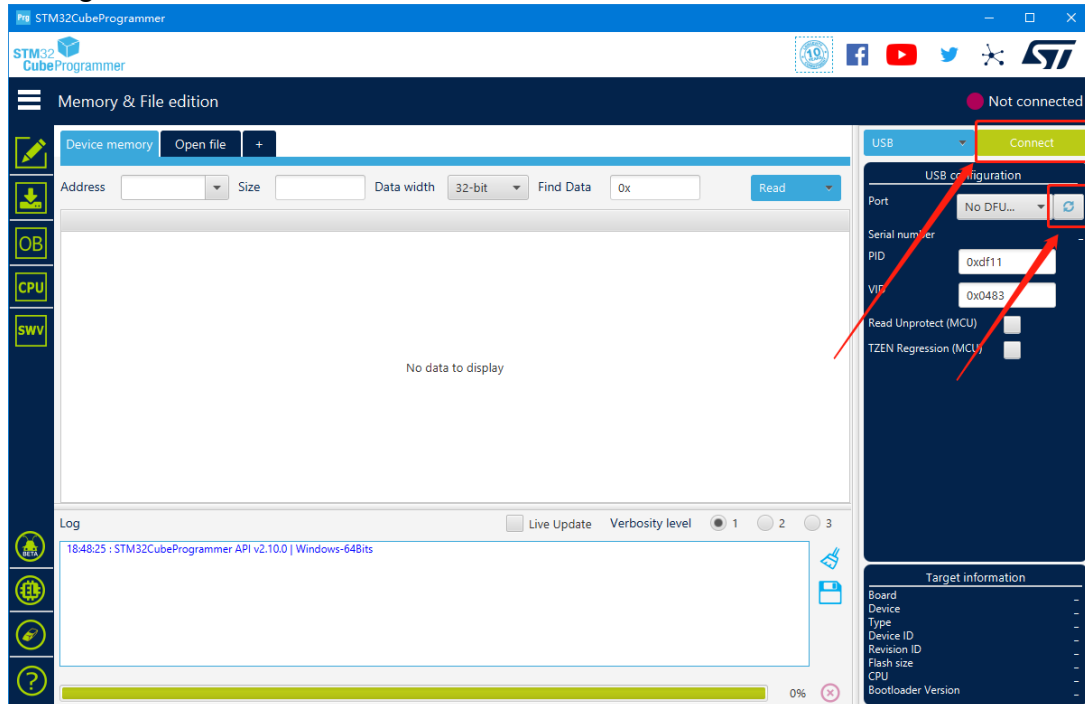 Prg STM32CubeProgrammer
STM32
CubeProgrammer
10
Memory & File edition
Not connected
Device memory Open file +
USB Connect
Address Size Data width 32-bit Find Data 0x Read
USB configuration
Port No DFU...
Serial number _
PID 0xdf11
VID 0x0483
Read Unprotect (MCU)
TZEN Regression (MCU)
OB
CPU
SWV
No data to display
Log Live Update Verbosity level 1 2 3
18:48:25 : STM32CubeProgrammer API v2.10.0 | Windows-64Bits
BETA
Target information
Board _
Device _
Type _
Device ID _
Revision ID _
Flash size _
CPU _
Bootloader Version _
0%